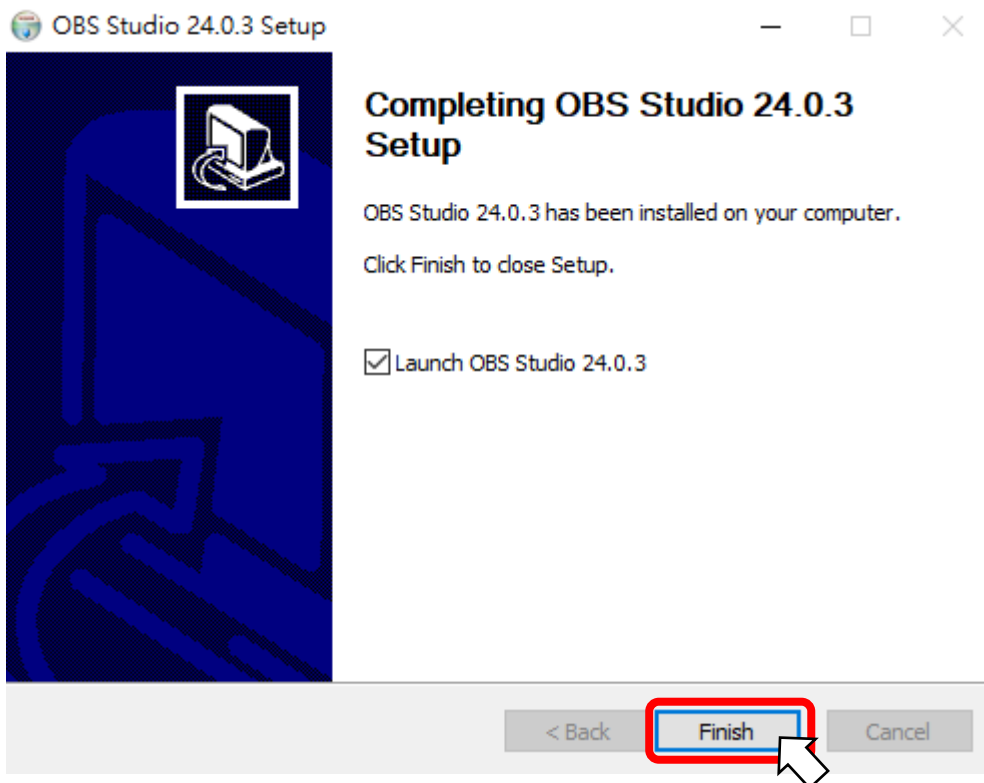 OBS Studio 24.0.3 Setup
Completing OBS Studio 24.0.3
Setup
OBS Studio 24.0.3 has been installed on your computer.
Click Finish to close Setup.
Launch OBS Studio 24.0.3
< Back
Finish
Cancel